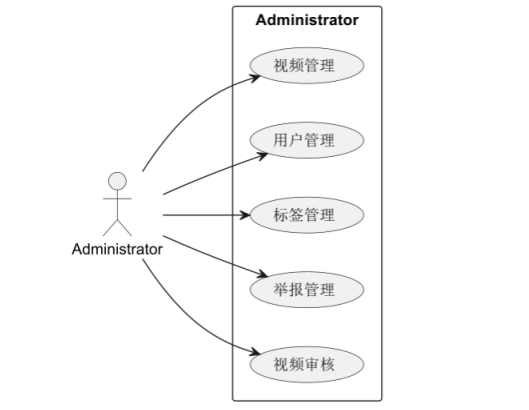 Administrator
视频管理
用户管理
标签管理
Administrator
举报管理
视频审核